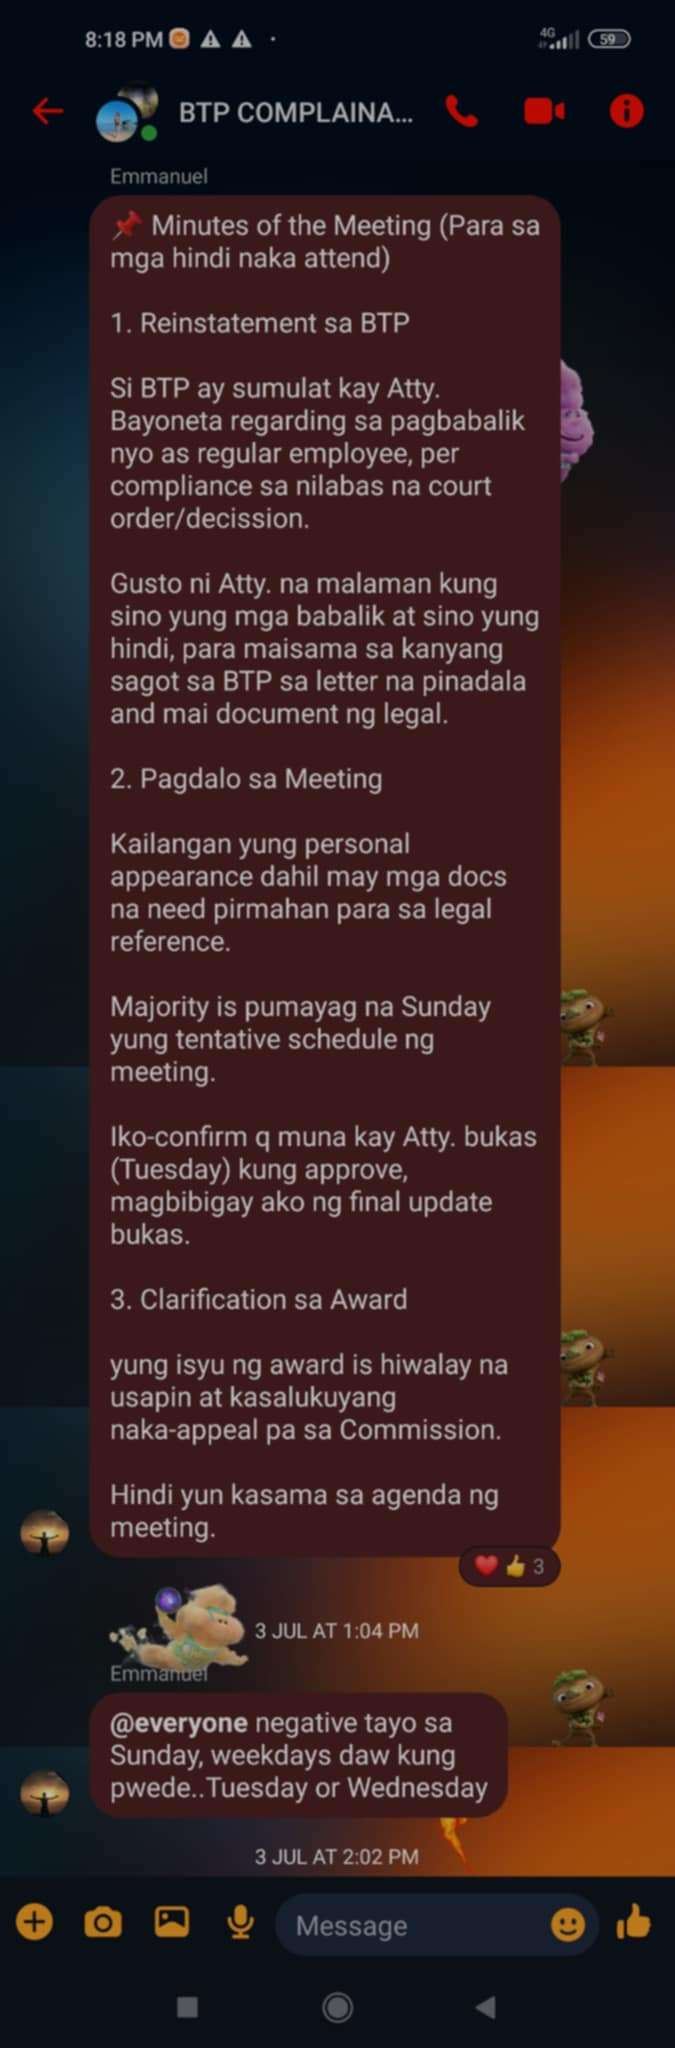 8:18 PM
4G
59
BTP COMPLAINA...
Emmanuel
📌 Minutes of the Meeting (Para sa
mga hindi naka attend)
1. Reinstatement sa BTP
Si BTP ay sumulat kay Atty.
Bayoneta regarding sa pagbabalik
nyo as regular employee, per
compliance sa nilabas na court
order/decission.
Gusto ni Atty. na malaman kung
sino yung mga babalik at sino yung
hindi, para maisama sa kanyang
sagot sa BTP sa letter na pinadala
and mai document ng legal.
2. Pagdalo sa Meeting
Kailangan yung personal
appearance dahil may mga docs
na need pirmahan para sa legal
reference.
Majority is pumayag na Sunday
yung tentative schedule ng
meeting.
Iko-confirm q muna kay Atty. bukas
(Tuesday) kung approve,
magbibigay ako ng final update
bukas.
3. Clarification sa Award
yung isyu ng award is hiwalay na
usapin at kasalukuyang
naka-appeal pa sa Commission.
Hindi yun kasama sa agenda ng
meeting.
3
3 JUL AT 1:04 PM
Emmanuel
@everyone negative tayo sa
Sunday, weekdays daw kung
pwede..Tuesday or Wednesday
3 JUL AT 2:02 PM
Message